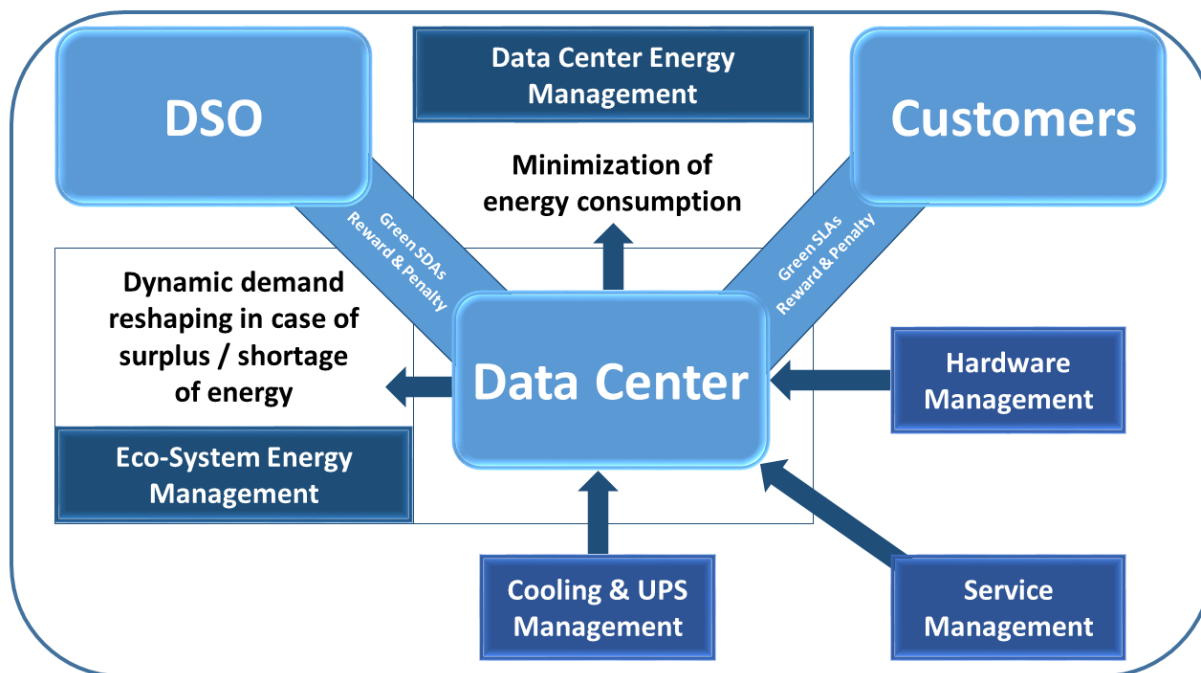 DSO
Data Center Energy
Management
Customers
Minimization of
energy consumption
Green SDAs
Reward & Penalty
Green SLAs
Reward & Penalty
Dynamic demand
reshaping in case of
surplus / shortage
of energy
Data Center
Hardware
Management
Eco-System Energy
Management
Cooling & UPS
Management
Service
Management